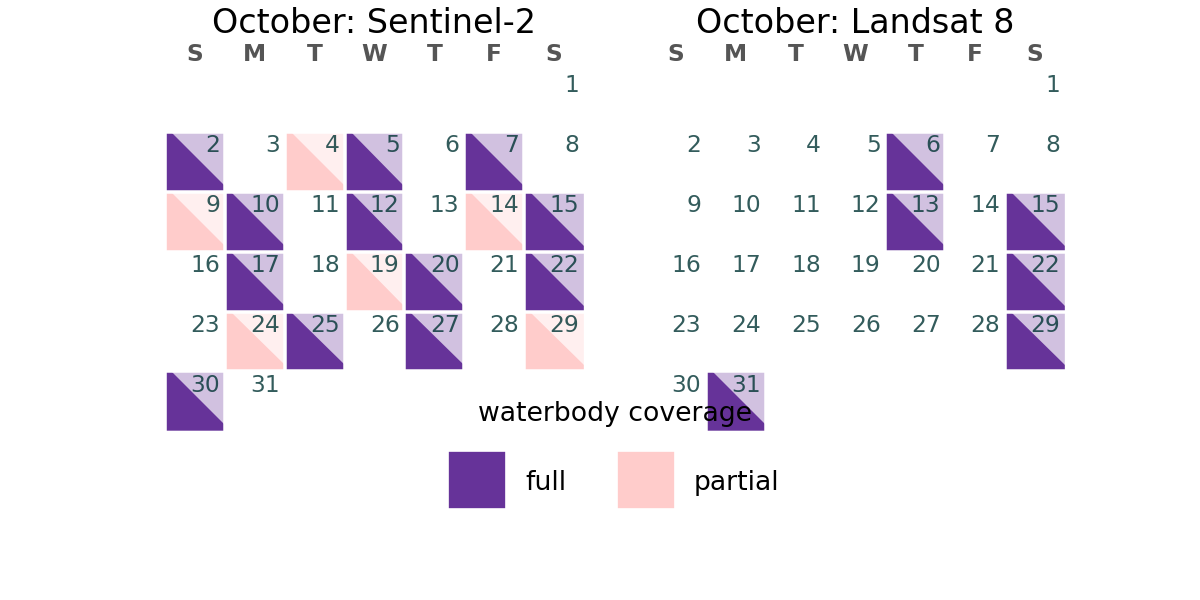 October: Sentinel-2
S M T W T F S
1
2 3 4 5 6 7 8
9 10 11 12 13 14 15
16 17 18 19 20 21 22
23 24 25 26 27 28 29
30 31
October: Landsat 8
S M T W T F S
1
2 3 4 5 6 7 8
9 10 11 12 13 14 15
16 17 18 19 20 21 22
23 24 25 26 27 28 29
30 31
waterbody coverage
full partial